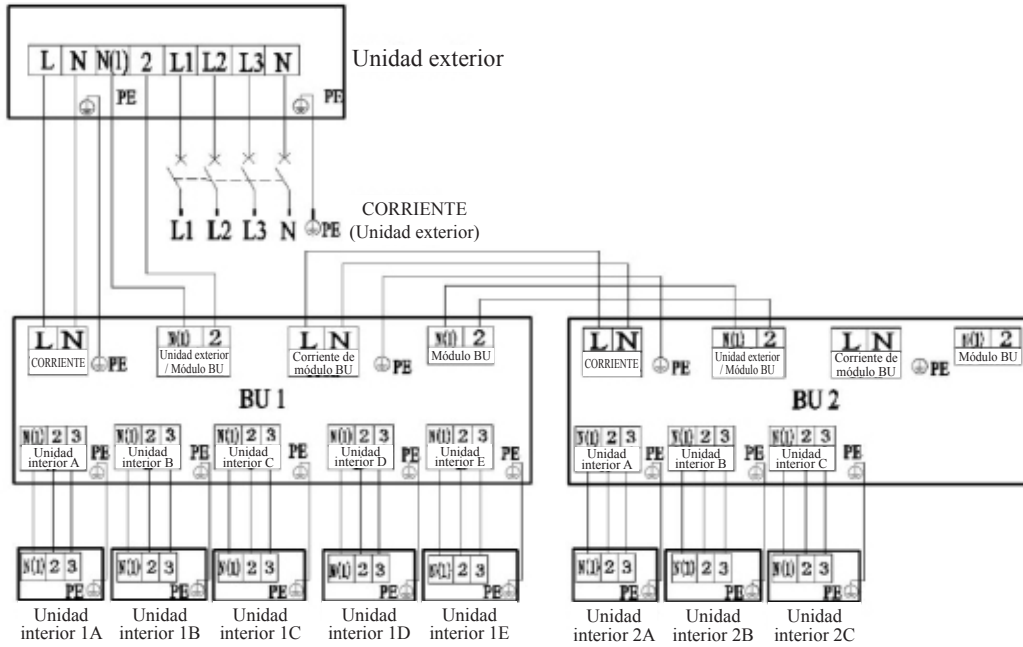 L N N(1) 2 L1 L2 L3 N
Unidad exterior
PE PE
L1 L2 L3 N PE
CORRIENTE
(Unidad exterior)
L N
CORRIENTE
PE
N(1) 2
Unidad exterior
/ Módulo BU
L N
Corriente de
módulo BU
PE
N(1) 2
Módulo BU
BU 1
N(1) 2 3
Unidad
interior A
PE
N(1) 2 3
Unidad
interior B
PE
N(1) 2 3
Unidad
interior C
PE
N(1) 2 3
Unidad
interior D
PE
N(1) 2 3
Unidad
interior E
PE
L N
CORRIENTE
PE
N(1) 2
Unidad exterior
/ Módulo BU
L N
Corriente de
módulo BU
PE
N(1) 2
Módulo BU
BU 2
N(1) 2 3
Unidad
interior A
PE
N(1) 2 3
Unidad
interior B
PE
N(1) 2 3
Unidad
interior C
PE
N(1) 2 3
PE
Unidad
interior 1A
N(1) 2 3
PE
Unidad
interior 1B
N(1) 2 3
PE
Unidad
interior 1C
N(1) 2 3
PE
Unidad
interior 1D
N(1) 2 3
PE
Unidad
interior 1E
N(1) 2 3
PE
Unidad
interior 2A
N(1) 2 3
PE
Unidad
interior 2B
N(1) 2 3
PE
Unidad
interior 2C